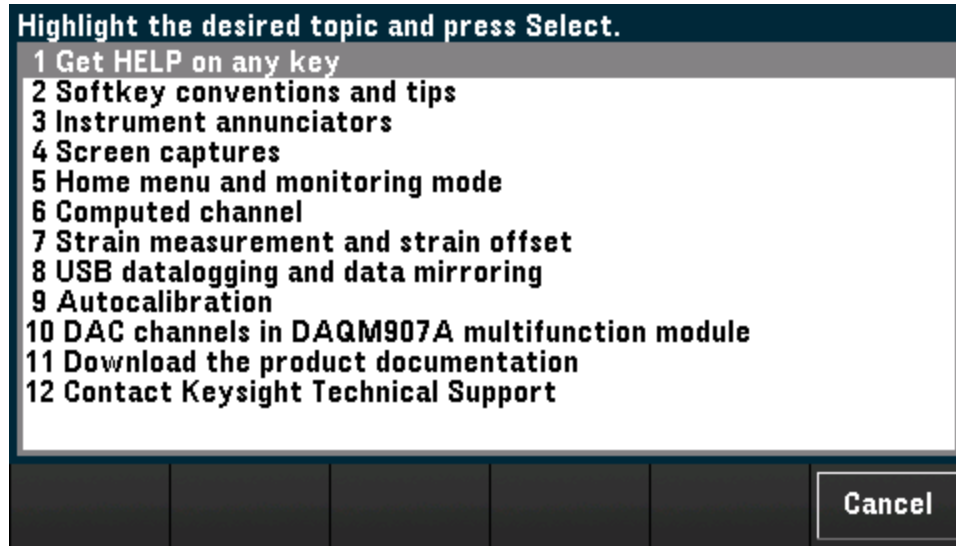 Highlight the desired topic and press Select.
1 Get HELP on any key
2 Softkey conventions and tips
3 Instrument annunciators
4 Screen captures
5 Home menu and monitoring mode
6 Computed channel
7 Strain measurement and strain offset
8 USB datalogging and data mirroring
9 Autocalibration
10 DAC channels in DAQM907A multifunction module
11 Download the product documentation
12 Contact Keysight Technical Support
Cancel